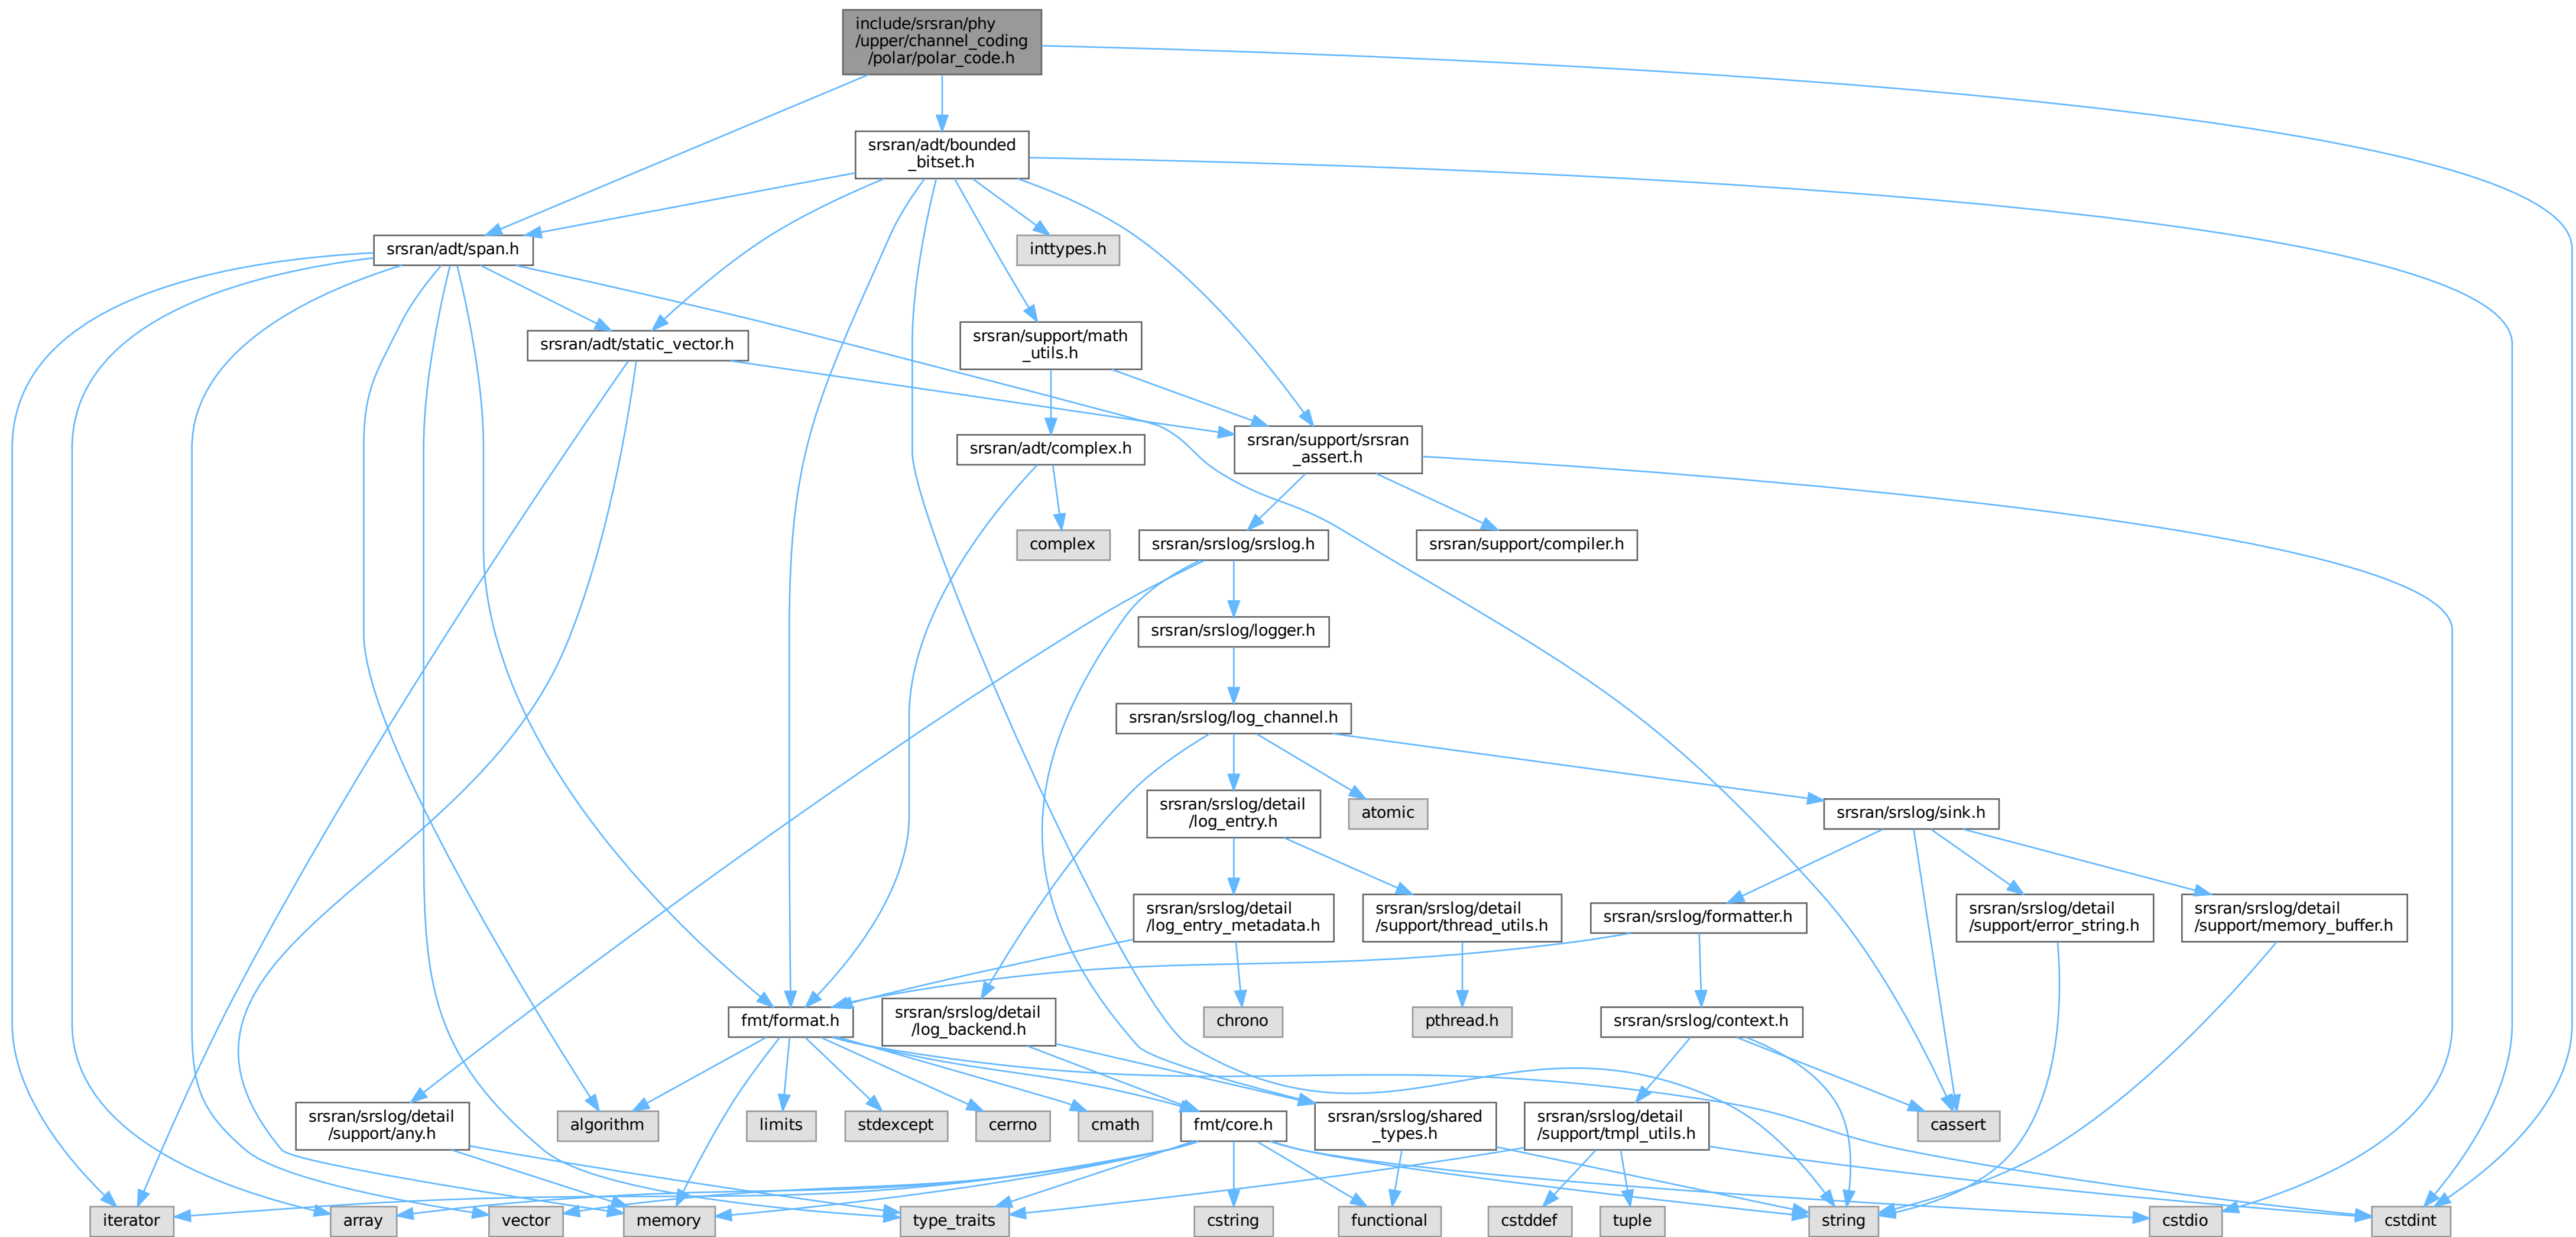 include/srsran/phy
/upper/channel_coding
/polar/polar_code.h
srsran/adt/bounded
_bitset.h
srsran/adt/span.h
inttypes.h
srsran/adt/static_vector.h
srsran/support/math
_utils.h
srsran/adt/complex.h
srsran/support/srsran
_assert.h
complex
srsran/srslog/srslog.h
srsran/support/compiler.h
srsran/srslog/logger.h
srsran/srslog/log_channel.h
srsran/srslog/detail
/log_entry.h
atomic
srsran/srslog/sink.h
srsran/srslog/detail
/log_entry_metadata.h
srsran/srslog/detail
/support/thread_utils.h
srsran/srslog/formatter.h
srsran/srslog/detail
/support/error_string.h
srsran/srslog/detail
/support/memory_buffer.h
fmt/format.h
srsran/srslog/detail
/log_backend.h
chrono
pthread.h
srsran/srslog/context.h
srsran/srslog/detail
/support/any.h
algorithm
limits
stdexcept
cerrno
cmath
fmt/core.h
srsran/srslog/shared
_types.h
srsran/srslog/detail
/support/tmpl_utils.h
cassert
iterator
array
vector
memory
type_traits
cstring
functional
cstddef
tuple
string
cstdio
cstdint